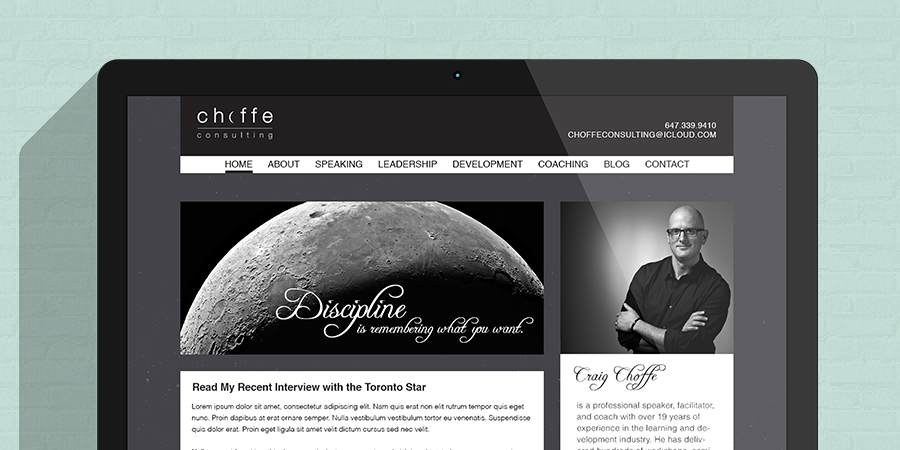 choffe
consulting
647.339.9410
CHOFFECONSULTING@ICLOUD.COM
HOME ABOUT SPEAKING LEADERSHIP DEVELOPMENT COACHING BLOG CONTACT
Discipline
is remembering what you want.
Read My Recent Interview with the Toronto Star
Lorem ipsum dolor sit amet, consectetur adipiscing elit. Nam quis erat non elit rutrum tempor quis eget
nunc. Proin dapibus at erat ornare semper. Nulla vestibulum vestibulum tortor eu venenatis. Suspendisse
quis dolor erat. Proin eget ligula sit amet velit dictum cursus sed nec velit.
Craig Choffe
is a professional speaker, facilitator,
and coach with over 19 years of
experience in the learning and de-
velopment industry. He has deliv-